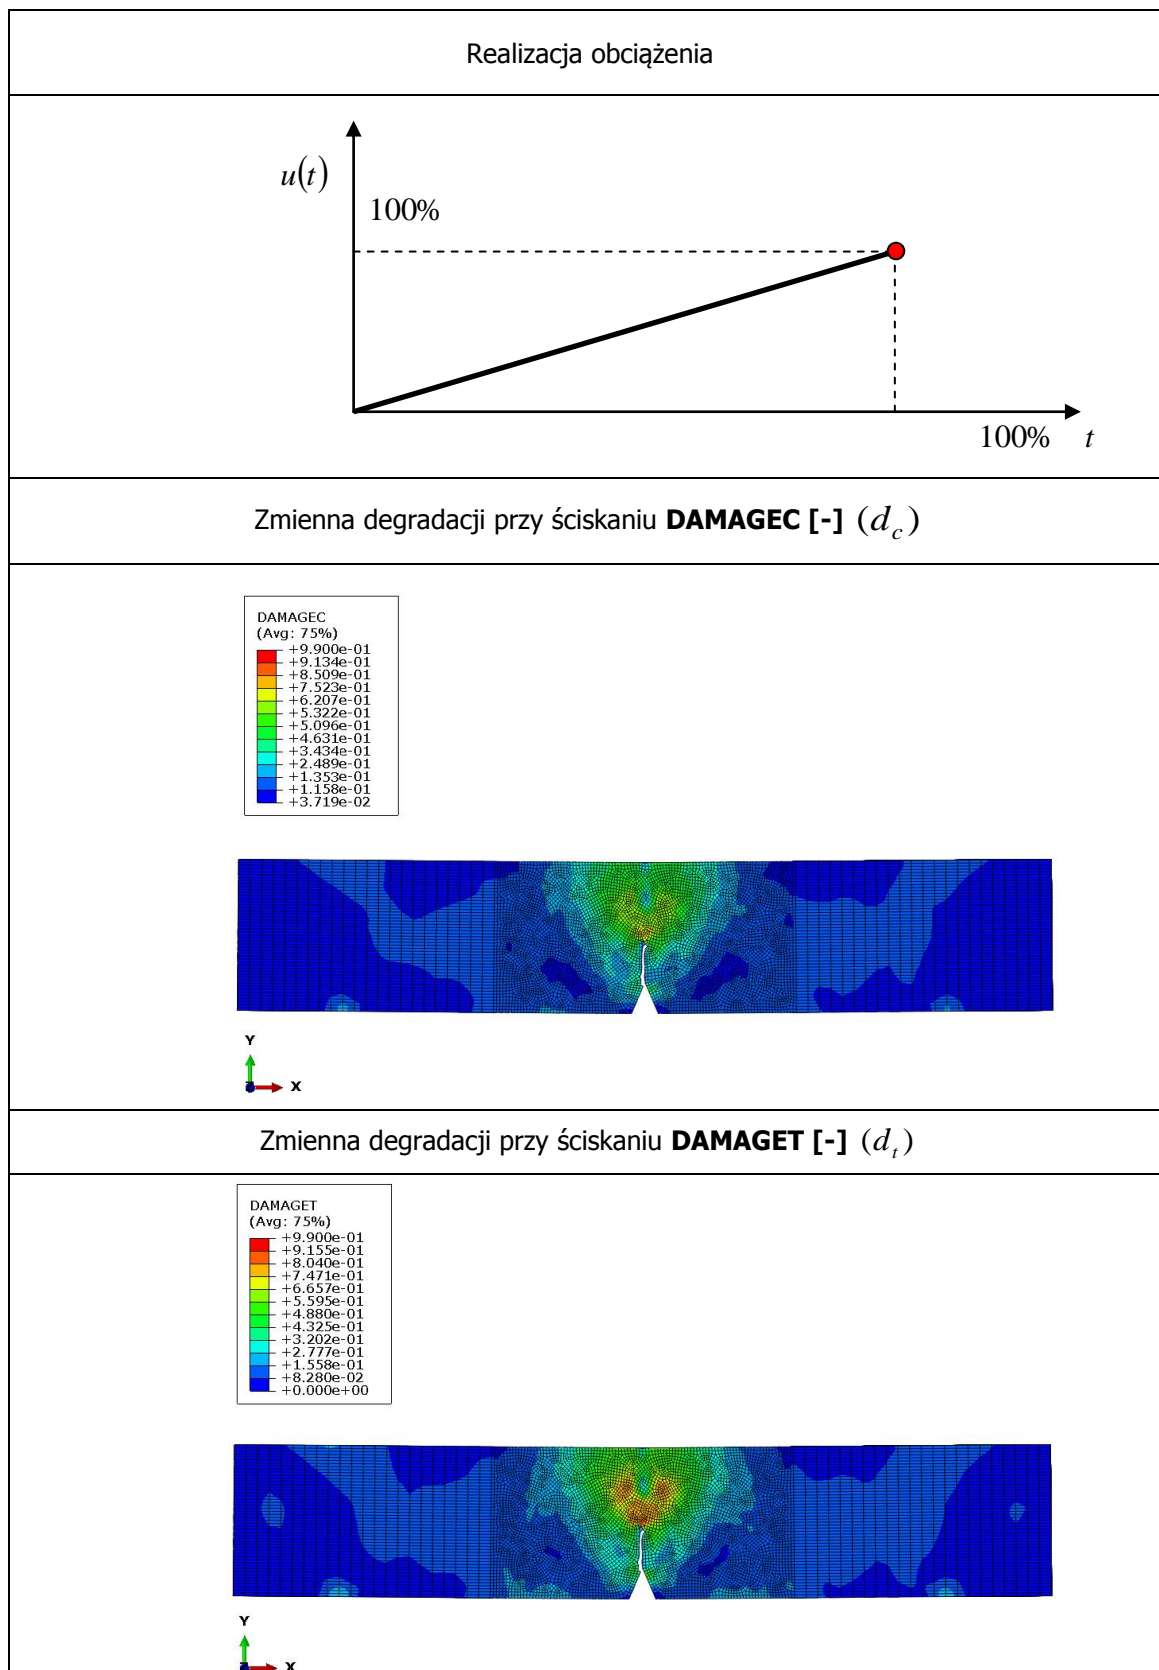 Realizacja obciążenia
u(t)
100%
100% t
Zmienna degradacji przy ściskaniu DAMAGEC [-] (d_c)
DAMAGEC
(Avg: 75%)
+9.900e-01
+9.134e-01
+8.509e-01
+7.523e-01
+6.207e-01
+5.322e-01
+5.096e-01
+4.631e-01
+3.434e-01
+2.489e-01
+1.353e-01
+1.158e-01
+3.719e-02
Y
X
Zmienna degradacji przy ściskaniu DAMAGET [-] (d_t)
DAMAGET
(Avg: 75%)
+9.900e-01
+9.155e-01
+8.040e-01
+7.471e-01
+6.657e-01
+5.595e-01
+4.880e-01
+4.325e-01
+3.202e-01
+2.777e-01
+1.558e-01
+8.280e-02
+0.000e+00
Y
X